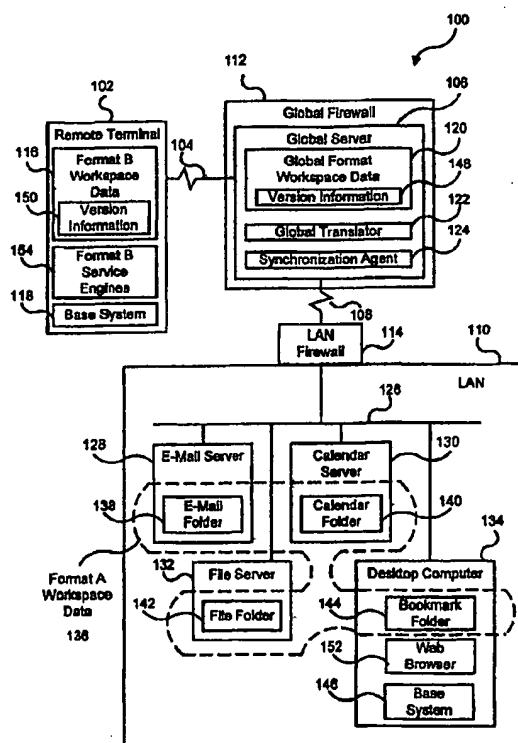 100
112
106
102
Global Firewall
120
Remote Terminal
104
Global Server
116
Format B
Workspace
Data
Global Format
Workspace Data
148
150
Version
Information
Version Information
122
Global Translator
124
164
Format B
Service
Engines
Synchronization Agent
118
Base System
108
LAN
Firewall
114
110
LAN
126
128
E-Mail Server
Calendar
Server
130
138
E-Mail
Folder
Calendar
Folder
140
134
132
File Server
Desktop Computer
Format A
Workspace
Data
136
142
File Folder
144
Bookmark
Folder
152
Web
Browser
146
Base
System